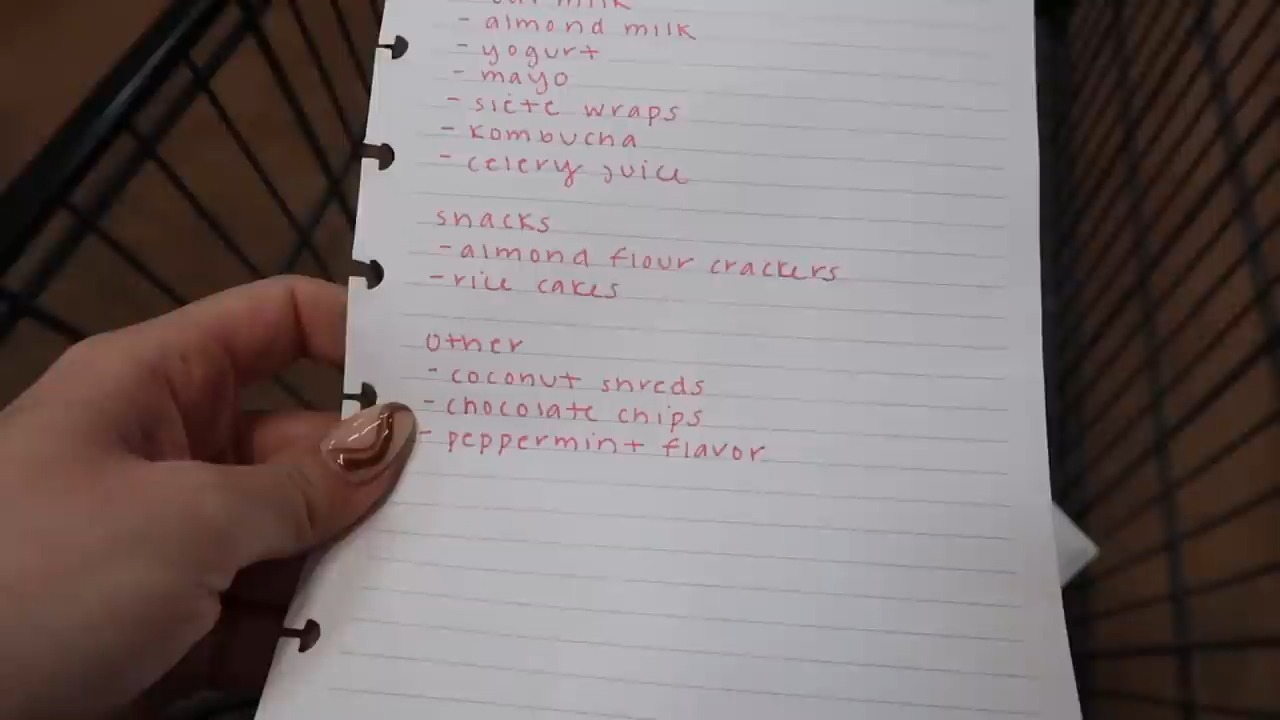 milk
- almond milk
- yogurt
- mayo
- siete wraps
- kombucha
- celery juice
snacks
- almond flour crackers
- rice cakes
other
- coconut shreds
- chocolate chips
- peppermint flavor